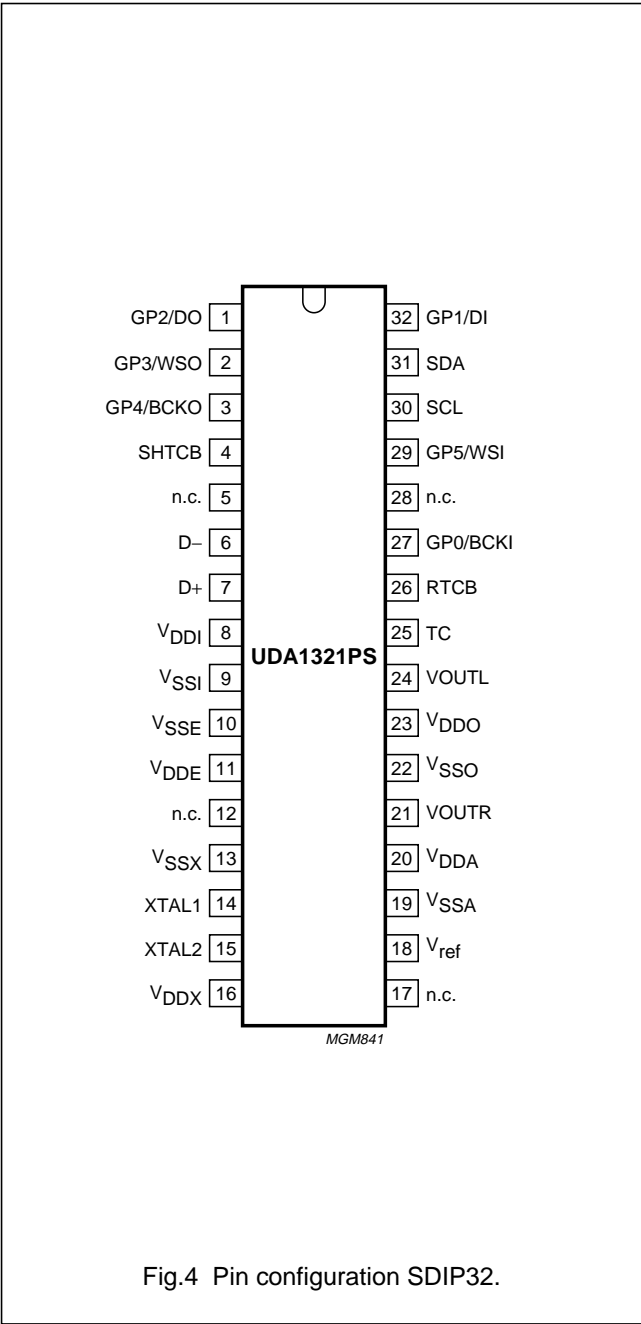 GP2/DO 1 32 GP1/DI
GP3/WSO 2 31 SDA
GP4/BCKO 3 30 SCL
SHTCB 4 29 GP5/WSI
n.c. 5 28 n.c.
D− 6 27 GP0/BCKI
D+ 7 26 RTCB
VDDI 8 25 TC
UDA1321PS
VSSI 9 24 VOUTL
VSSE 10 23 VDDO
VDDE 11 22 VSSO
n.c. 12 21 VOUTR
VSSX 13 20 VDDA
XTAL1 14 19 VSSA
XTAL2 15 18 Vref
VDDX 16 17 n.c.
MGM841
Fig.4 Pin configuration SDIP32.